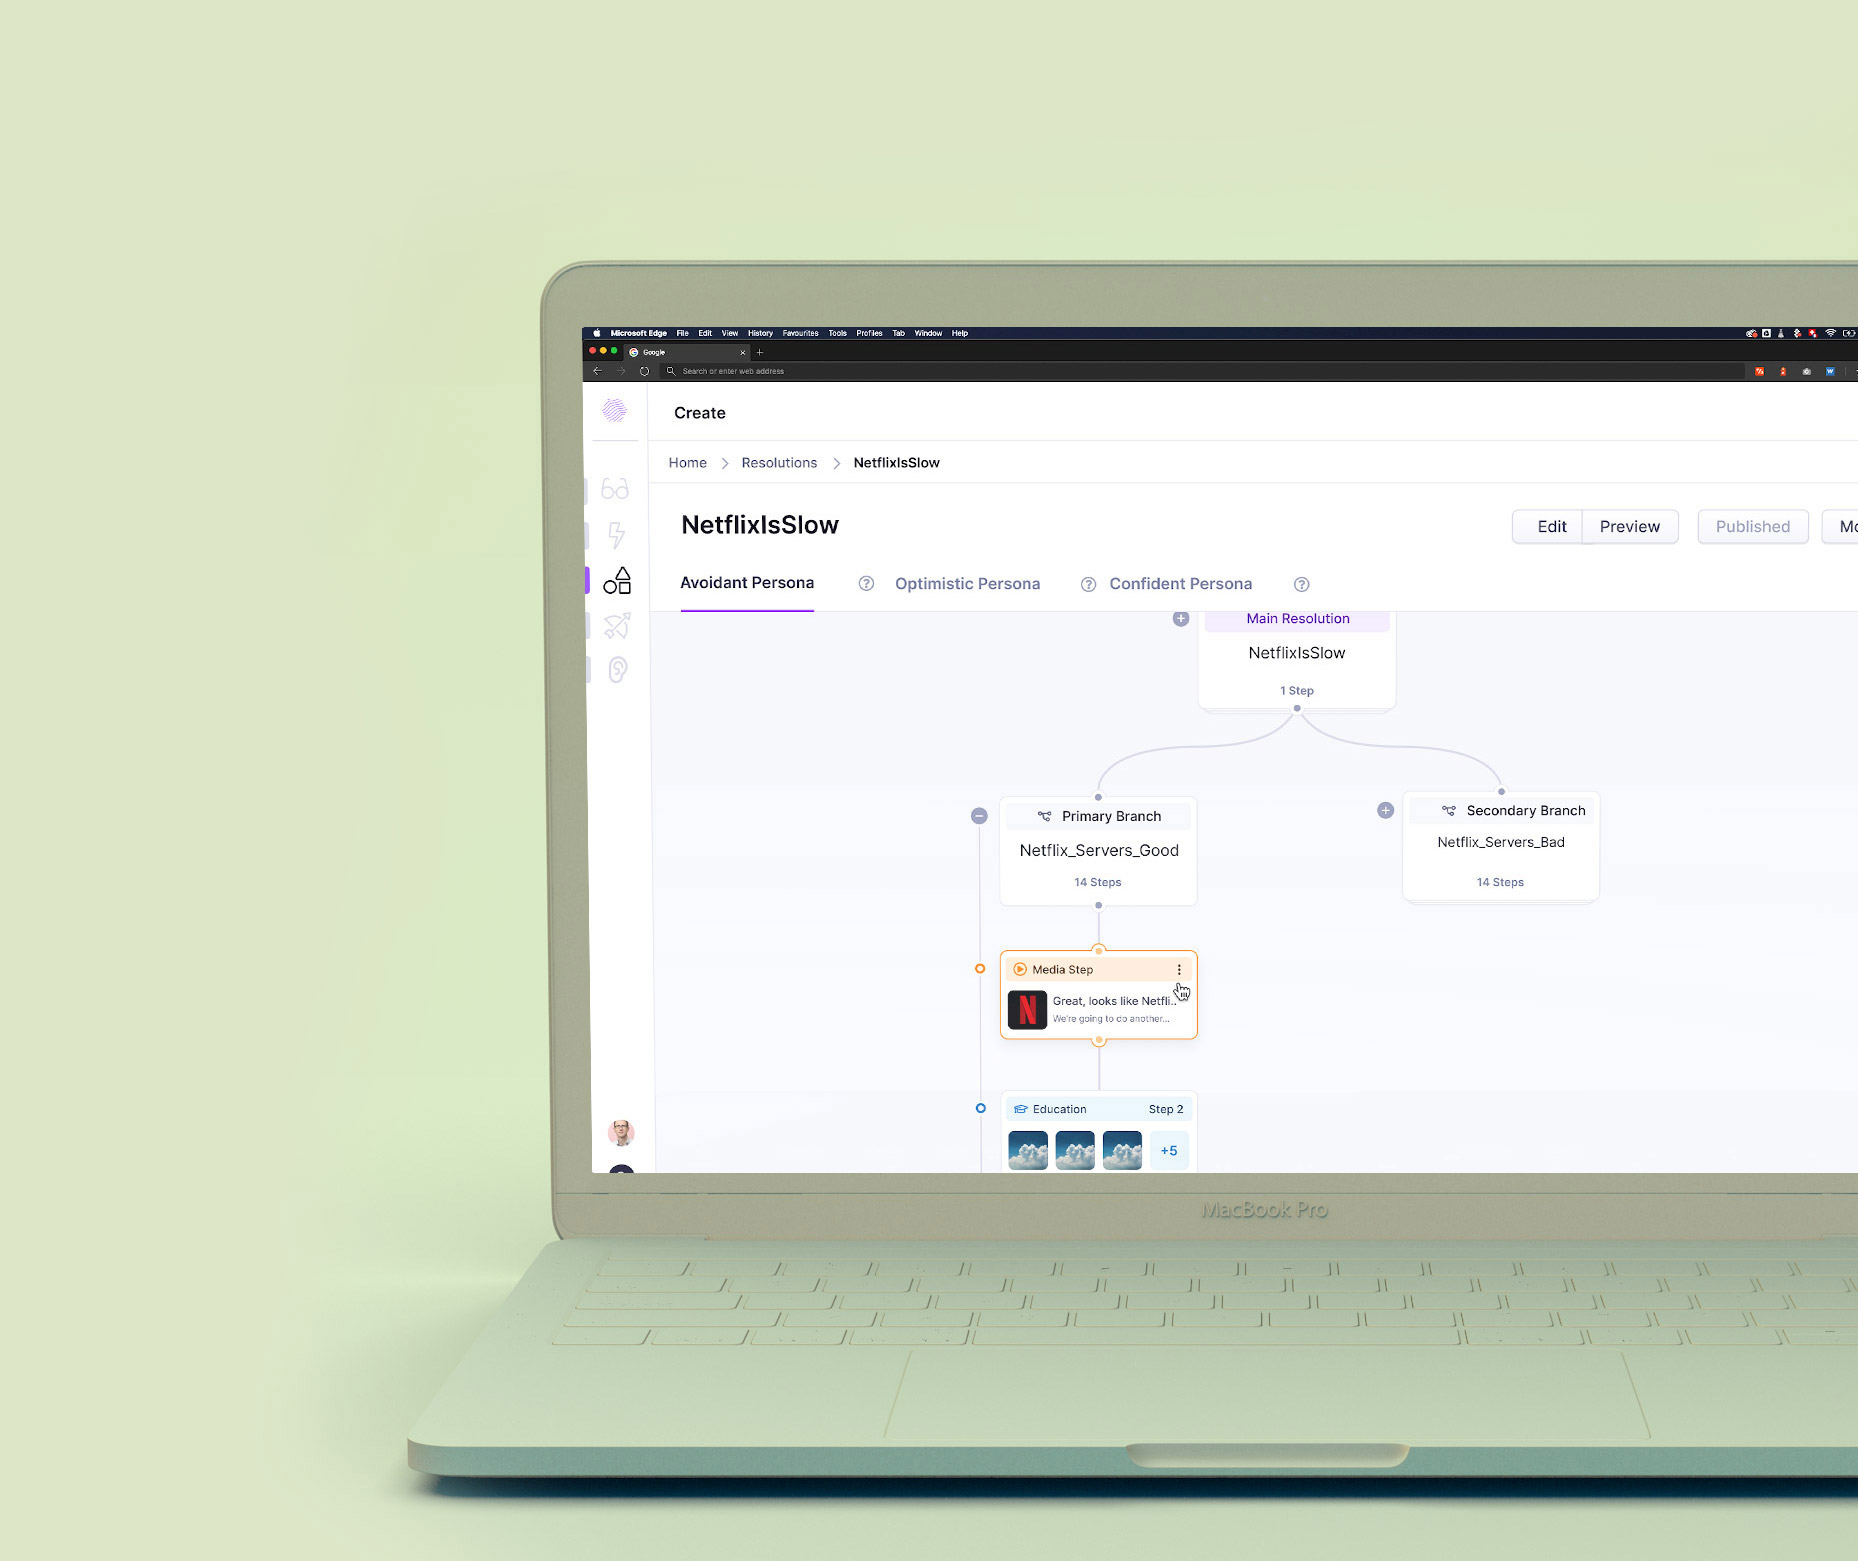 Microsoft Edge File Edit View History Favourites Tools Profiles Tab Window Help
Google
Search or enter web address
Create
Home Resolutions NetflixIsSlow
NetflixIsSlow
Edit Preview Published
Avoidant Persona Optimistic Persona Confident Persona
Main Resolution
NetflixIsSlow
1 Step
Primary Branch
Netflix_Servers_Good
14 Steps
Secondary Branch
Netflix_Servers_Bad
14 Steps
Media Step
N
Great, looks like Netfli...
We're going to do another...
Education Step 2
+5
MacBook Pro